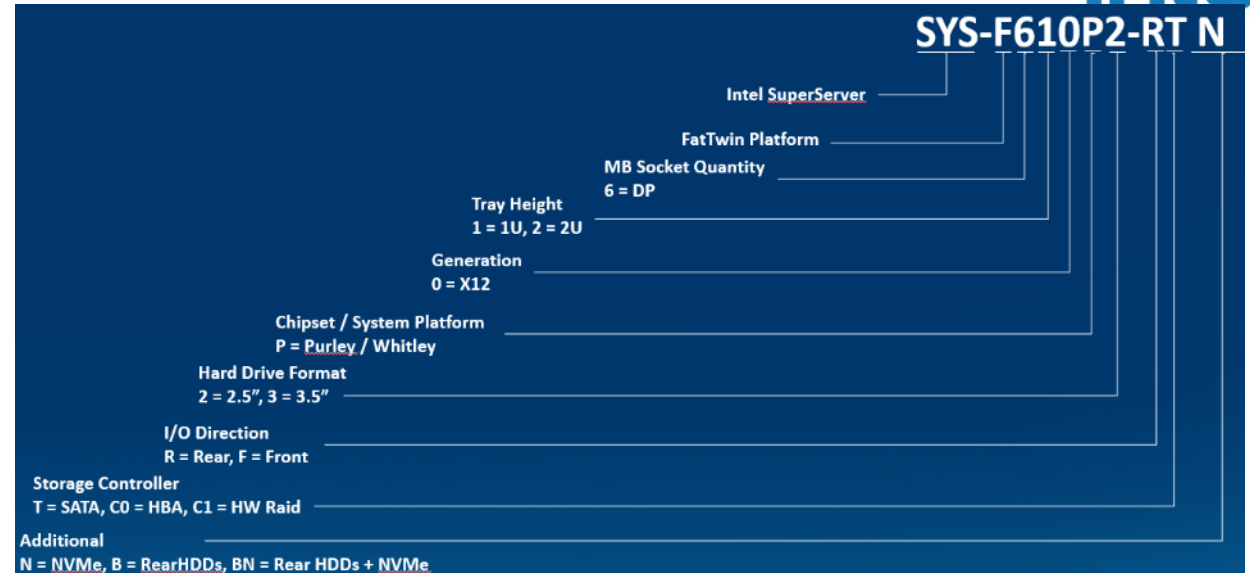 SYS-F610P2-RT N
Intel SuperServer
FatTwin Platform
MB Socket Quantity
6 = DP
Tray Height
1 = 1U, 2 = 2U
Generation
0 = X12
Chipset / System Platform
P = Purley / Whitley
Hard Drive Format
2 = 2.5″, 3 = 3.5″
I/O Direction
R = Rear, F = Front
Storage Controller
T = SATA, C0 = HBA, C1 = HW Raid
Additional
N = NVMe, B = RearHDDs, BN = Rear HDDs + NVMe